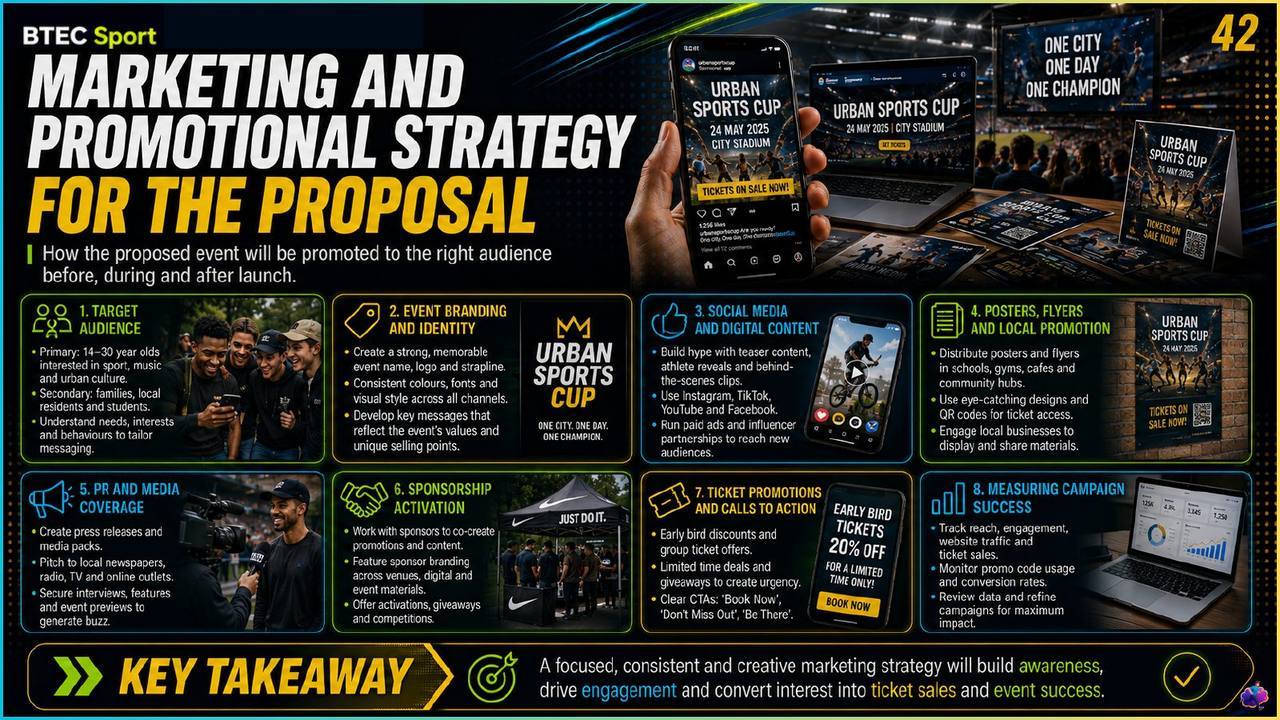 BTEC Sport
42
MARKETING AND
PROMOTIONAL STRATEGY
FOR THE PROPOSAL
How the proposed event will be promoted to the right audience
before, during and after launch.
urbansportscup
Sponsored
URBAN
SPORTS CUP
24 MAY 2025
CITY STADIUM
TICKETS ON SALE NOW!
URBAN SPORTS CUP
24 MAY 2025 | CITY STADIUM
GET TICKETS
ONE CITY
ONE DAY
ONE CHAMPION
URBAN
SPORTS CUP
24 MAY 2025
TICKETS ON
SALE NOW!
1. TARGET
AUDIENCE
• Primary: 14–30 year olds
interested in sport, music
and urban culture.
• Secondary: families, local
residents and students.
• Understand needs, interests
and behaviours to tailor
messaging.
2. EVENT BRANDING
AND IDENTITY
• Create a strong, memorable
event name, logo and strapline.
• Consistent colours, fonts and
visual style across all channels.
• Develop key messages that
reflect the event's values and
unique selling points.
URBAN
SPORTS
CUP
ONE CITY. ONE DAY.
ONE CHAMPION.
3. SOCIAL MEDIA
AND DIGITAL CONTENT
• Build hype with teaser content,
athlete reveals and behind-
the-scenes clips.
• Use Instagram, TikTok,
YouTube and Facebook.
• Run paid ads and influencer
partnerships to reach new
audiences.
4. POSTERS, FLYERS
AND LOCAL PROMOTION
• Distribute posters and flyers
in schools, gyms, cafes and
community hubs.
• Use eye-catching designs and
QR codes for ticket access.
• Engage local businesses to
display and share materials.
URBAN
SPORTS CUP
24 MAY 2025
TICKETS ON
SALE NOW!
5. PR AND MEDIA
COVERAGE
• Create press releases and
media packs.
• Pitch to local newspapers,
radio, TV and online outlets.
• Secure interviews, features
and event previews to
generate buzz.
6. SPONSORSHIP
ACTIVATION
• Work with sponsors to co-create
promotions and content.
• Feature sponsor branding
across venues, digital and
event materials.
• Offer activations, giveaways
and competitions.
JUST DO IT.
7. TICKET PROMOTIONS
AND CALLS TO ACTION
• Early bird discounts and
group ticket offers.
• Limited time deals and
giveaways to create urgency.
• Clear CTAs: 'Book Now',
'Don't Miss Out', 'Be There'.
EARLY BIRD
TICKETS
20% OFF
FOR A LIMITED
TIME ONLY!
BOOK NOW
8. MEASURING CAMPAIGN
SUCCESS
• Track reach, engagement,
website traffic and
ticket sales.
• Monitor promo code usage
and conversion rates.
• Review data and refine
campaigns for maximum
impact.
KEY TAKEAWAY
A focused, consistent and creative marketing strategy will build awareness,
drive engagement and convert interest into ticket sales and event success.